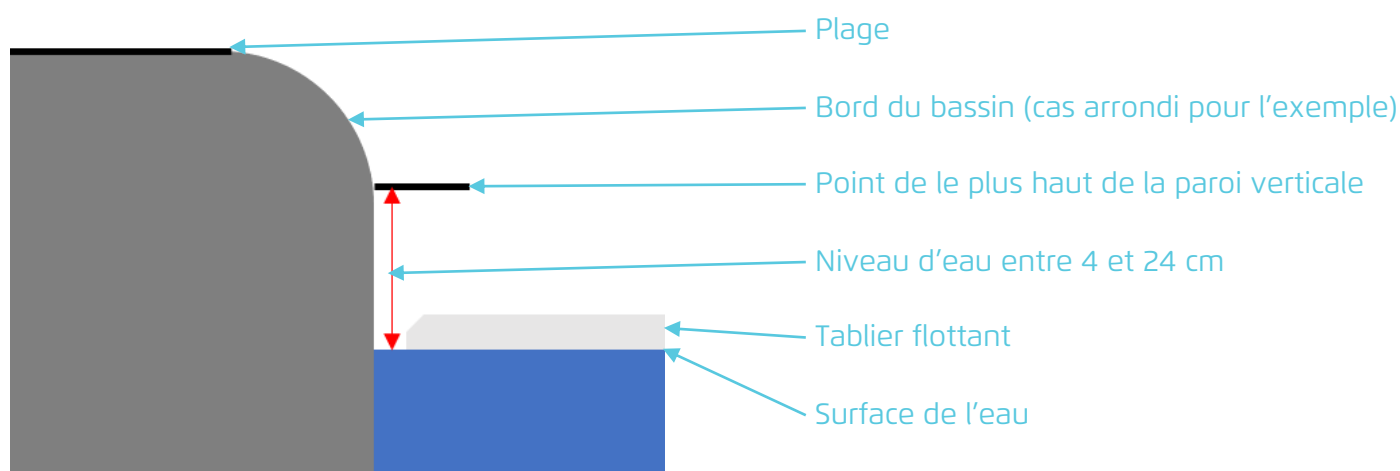 Plage
Bord du bassin (cas arrondi pour l’exemple)
Point de le plus haut de la paroi verticale
Niveau d’eau entre 4 et 24 cm
Tablier flottant
Surface de l’eau